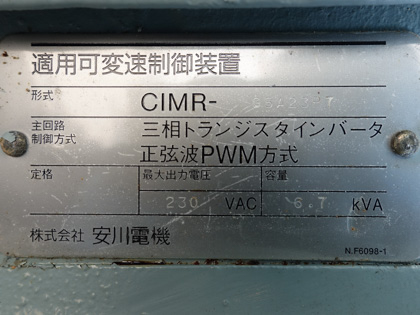 適用可変速制御装置
形式 CIMR-
主回路制御方式 三相トランジスタインバータ
正弦波PWM方式
定格 最大出力電圧 容量
230 VAC 6.7 kVA
株式会社 安川電機
N.F6098-1